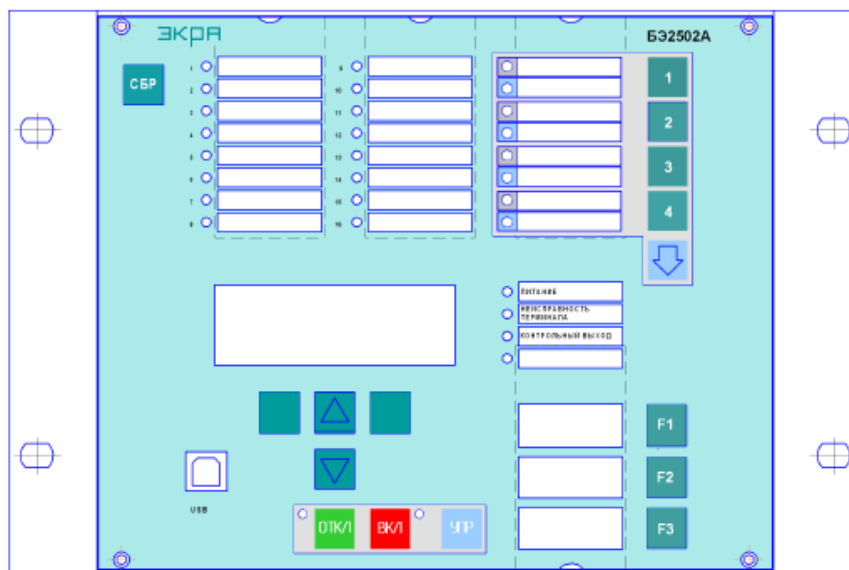 ЭКРА
БЭ2502А
СБР
1
2
3
4
5
6
7
8
9
10
11
12
13
14
15
16
1
2
3
4
ПИТАНИЕ
НЕИСПРАВНОСТЬ
ТЕРМИНАЛА
КОНТРОЛЬНЫЙ ВЫХОД
F1
F2
F3
USB
ОТКЛ
ВКЛ
УПР